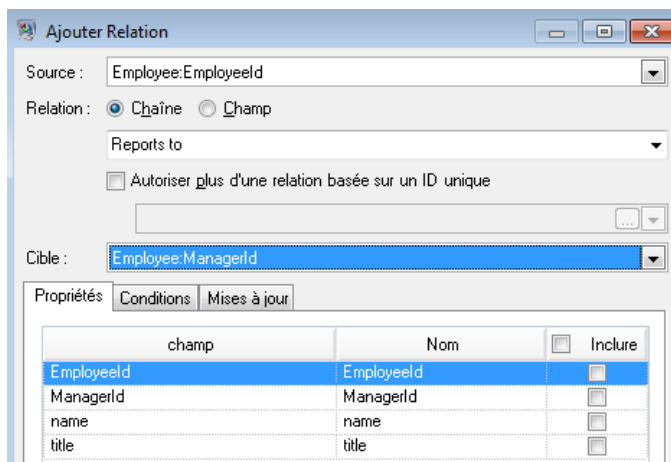 Ajouter Relation
Source : Employee:EmployeeId
Relation : Chaîne Champ
Reports to
Autoriser plus d'une relation basée sur un ID unique
...
Cible : Employee:ManagerId
Propriétés Conditions Mises à jour
champ Nom Inclure
EmployeeId EmployeeId
ManagerId ManagerId
name name
title title